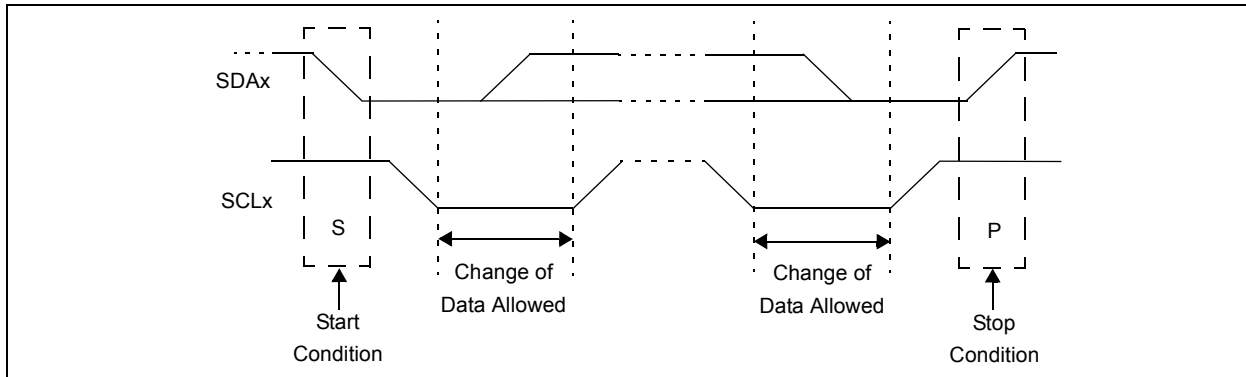 SDAx
SCLx
S
P
Change of
Data Allowed
Change of
Data Allowed
Start
Condition
Stop
Condition